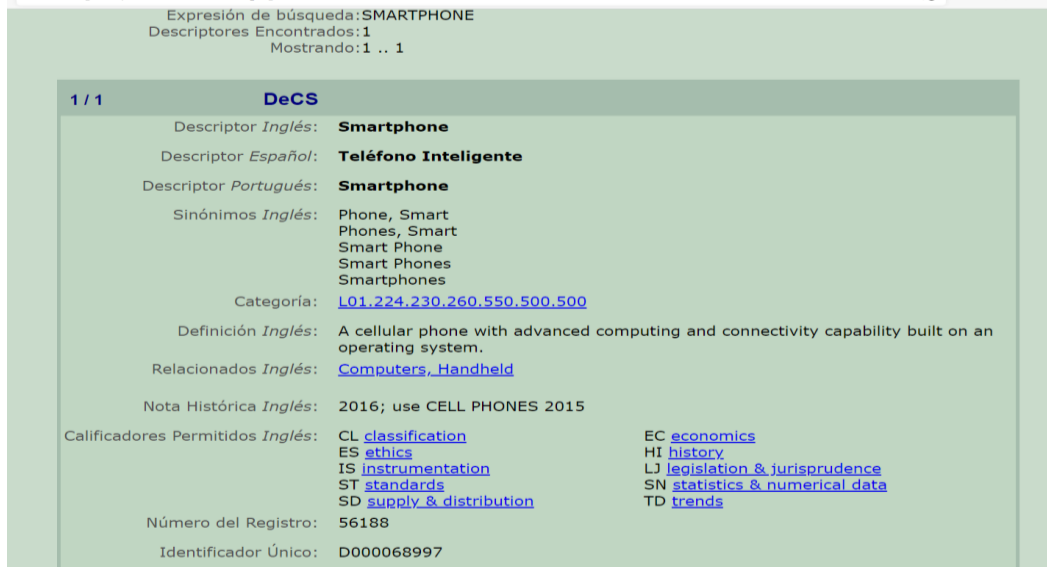 Expresión de búsqueda:SMARTPHONE
Descriptores Encontrados:1
Mostrando:1 .. 1
1 / 1 DeCS
Descriptor Inglés: Smartphone
Descriptor Español: Teléfono Inteligente
Descriptor Portugués: Smartphone
Sinónimos Inglés: Phone, Smart
Phones, Smart
Smart Phone
Smart Phones
Smartphones
Categoría: L01.224.230.260.550.500.500
Definición Inglés: A cellular phone with advanced computing and connectivity capability built on an
operating system.
Relacionados Inglés: Computers, Handheld
Nota Histórica Inglés: 2016; use CELL PHONES 2015
Calificadores Permitidos Inglés: CL classification EC economics
ES ethics HI history
IS instrumentation LJ legislation & jurisprudence
ST standards SN statistics & numerical data
SD supply & distribution TD trends
Número del Registro: 56188
Identificador Único: D000068997